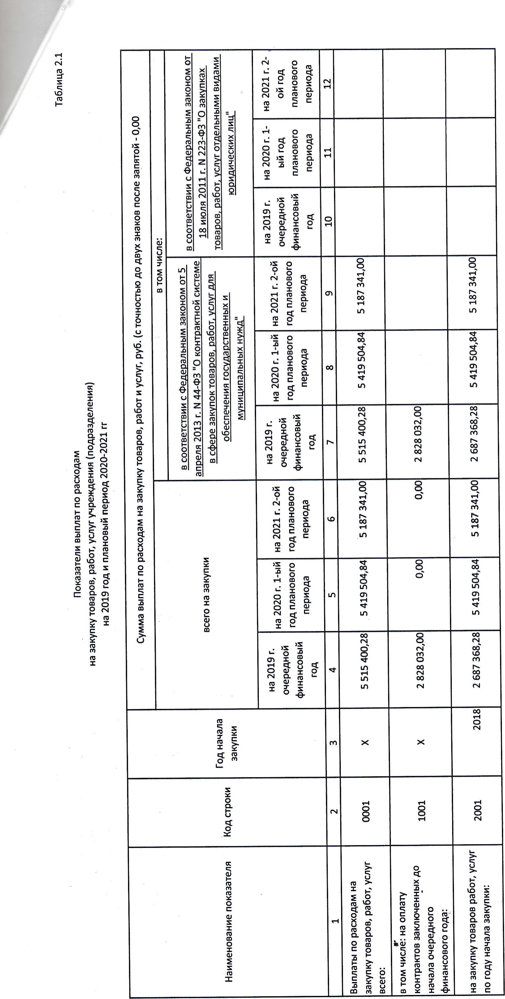 Таблица 2.1
Показатели выплат по расходам
на закупку товаров, работ, услуг учреждения (подразделения)
на 2019 год и плановый период 2020-2021 гг
Наименование показателя
Код строки
Год начала
закупки
Сумма выплат по расходам на закупку товаров, работ и услуг, руб. (с точностью до двух знаков после запятой - 0,00
всего на закупки
в том числе:
в соответствии с Федеральным законом от 5
апреля 2013 г. N 44-ФЗ "О контрактной системе
в сфере закупок товаров, работ, услуг для
обеспечения государственных и
муниципальных нужд"
в соответствии с Федеральным законом от
18 июля 2011 г. N 223-ФЗ "О закупках
товаров, работ, услуг отдельными видами
юридических лиц"
на 2019 г.
очередной
финансовый
год
на 2020 г. 1-ый
год планового
периода
на 2021 г. 2-ой
год планового
периода
на 2019 г.
очередной
финансовый
год
на 2020 г. 1-ый
год планового
периода
на 2021 г. 2-ой
год планового
периода
на 2019 г.
очередной
финансовый
год
на 2020 г. 1-
ый год
планового
периода
на 2021 г. 2-
ой год
планового
периода
1 2 3 4 5 6 7 8 9 10 11 12
Выплаты по расходам на
закупку товаров, работ, услуг
всего:
0001 X 5 515 400,28 5 419 504,84 5 187 341,00 5 515 400,28 5 419 504,84 5 187 341,00
в том числе: на оплату
контрактов заключенных до
начала очередного
финансового года:
1001 X 2 828 032,00 0,00 0,00 2 828 032,00
на закупку товаров работ, услуг
по году начала закупки:
2001 2018 2 687 368,28 5 419 504,84 5 187 341,00 2 687 368,28 5 419 504,84 5 187 341,00